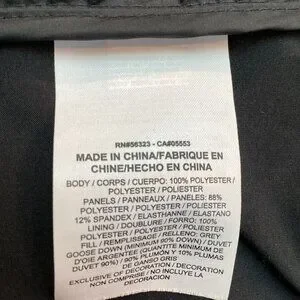 RN#56323 - CA#05553
MADE IN CHINA/FABRIQUE EN
CHINE/HECHO EN CHINA
BODY / CORPS / CUERPO: 100% POLYESTER /
POLYESTER / POLIESTER
PANELS / PANNEAUX / PANELES: 88%
POLYESTER / POLYESTER / POLIESTER
12% SPANDEX / ELASTHANNE / ELASTANO
LINING / DOUBLURE / FORRO: 100%
POLYESTER / POLYESTER / POLIESTER
FILL / REMPLISSAGE / RELLENO: GREY
GOOSE DOWN (MINIMUM 90% DOWN) / DUVET
D'OIE ARGENTEE (QUANTITE MINIMUM DE
DUVET 90%) / 90% PLUMÓN Y 10% PLUMAS
DE GANSO GRIS
EXCLUSIVE OF DECORATION / DECORATION
NON COMPRISE / NO INCLUYE LA
DECORACION